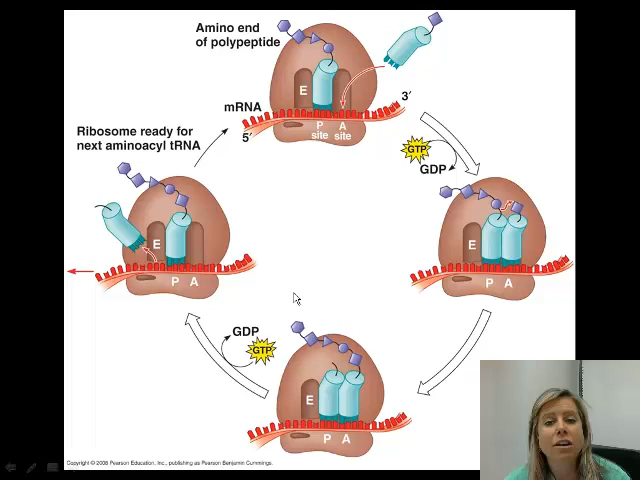 Amino end
of polypeptide
E
mRNA
3'
5'
P
site
A
site
Ribosome ready for
next aminoacyl tRNA
GTP
GDP
E
P A
E
P A
GDP
GTP
E
P A
Copyright © 2008 Pearson Education, Inc., publishing as Pearson Benjamin Cummings.